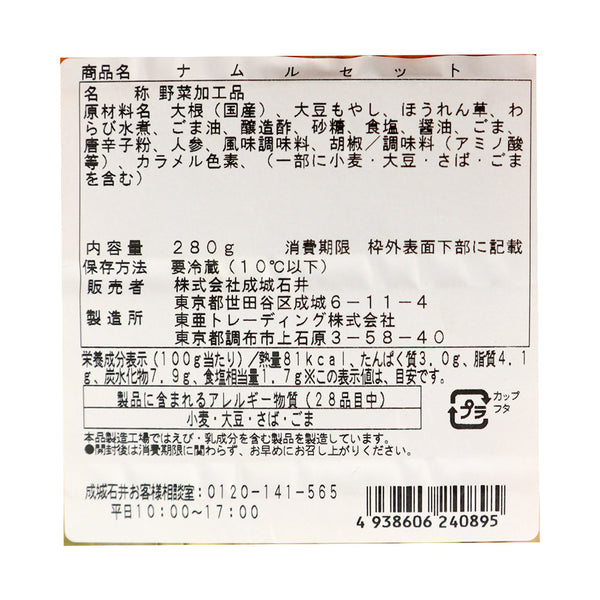 商品名 ナムルセット
名 称 野菜加工品
原材料名 大根(国産)、大豆もやし、ほうれん草、わ
らび水煮、ごま油、醸造酢、砂糖、食塩、醤油、ごま、
唐辛子粉、人参、風味調味料、胡椒/調味料(アミノ酸
等)、カラメル色素、(一部に小麦・大豆・さば・ごま
を含む)
内容量 280g 消費期限 枠外表面下部に記載
保存方法 要冷蔵(10℃以下)
販売者 株式会社成城石井
東京都世田谷区成城6-11-4
製造所 東亜トレーディング株式会社
東京都調布市上石原3-58-40
栄養成分表示(100g当たり)/熱量81kcal、たんぱく質3.0g、脂質4.1
g、炭水化物7.9g、食塩相当量1.7g※この表示値は、目安です。
製品に含まれるアレルギー物質(28品目中)
小麦・大豆・さば・ごま
プラ
カップ
フタ
本品製造工場ではえび・乳成分を含む製品を製造しています。
●開封後は消費期限に関わらず、お早めにお召し上がりください。
成城石井お客様相談室:0120-141-565
平日10:00~17:00
4 938606 240895